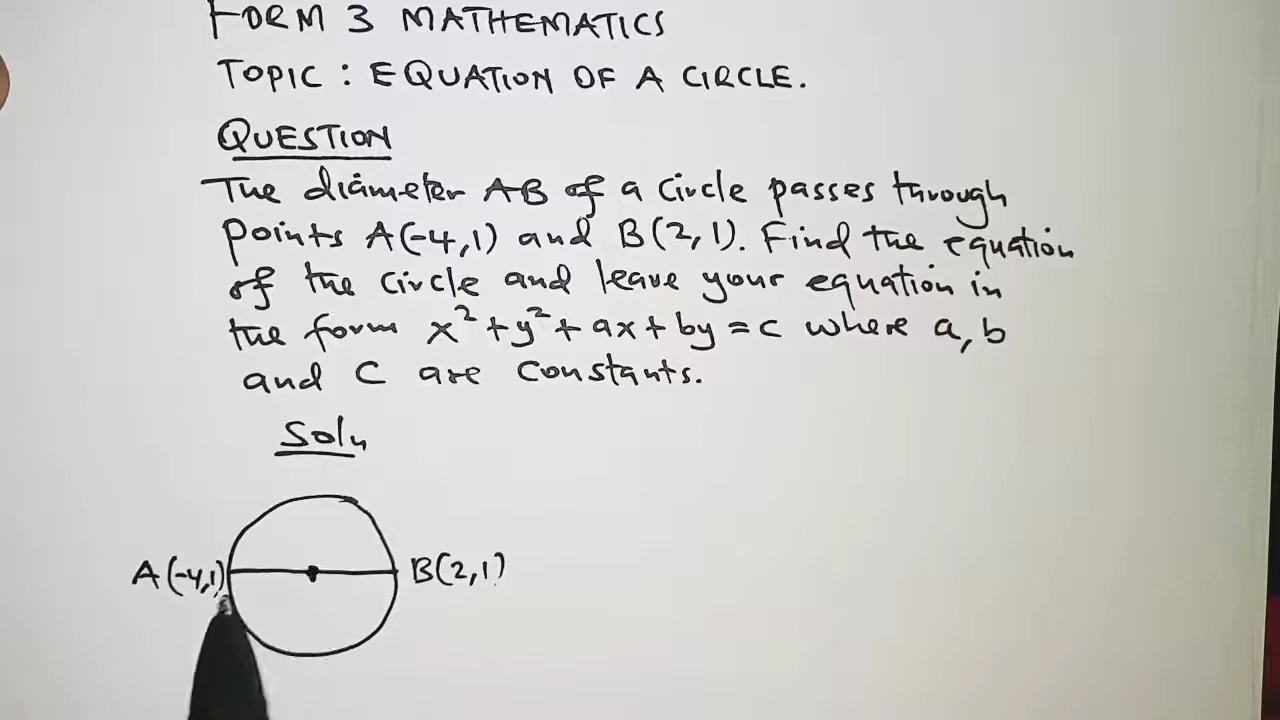 FORM 3 MATHEMATICS
TOPIC : EQUATION OF A CIRCLE.
QUESTION
The diameter AB of a circle passes through
points A(-4,1) and B(2,1). Find the equation
of the circle and leave your equation in
the form x²+y²+ax+by=c where a, b
and C are constants.
Soln
A(-4,1) B(2,1)